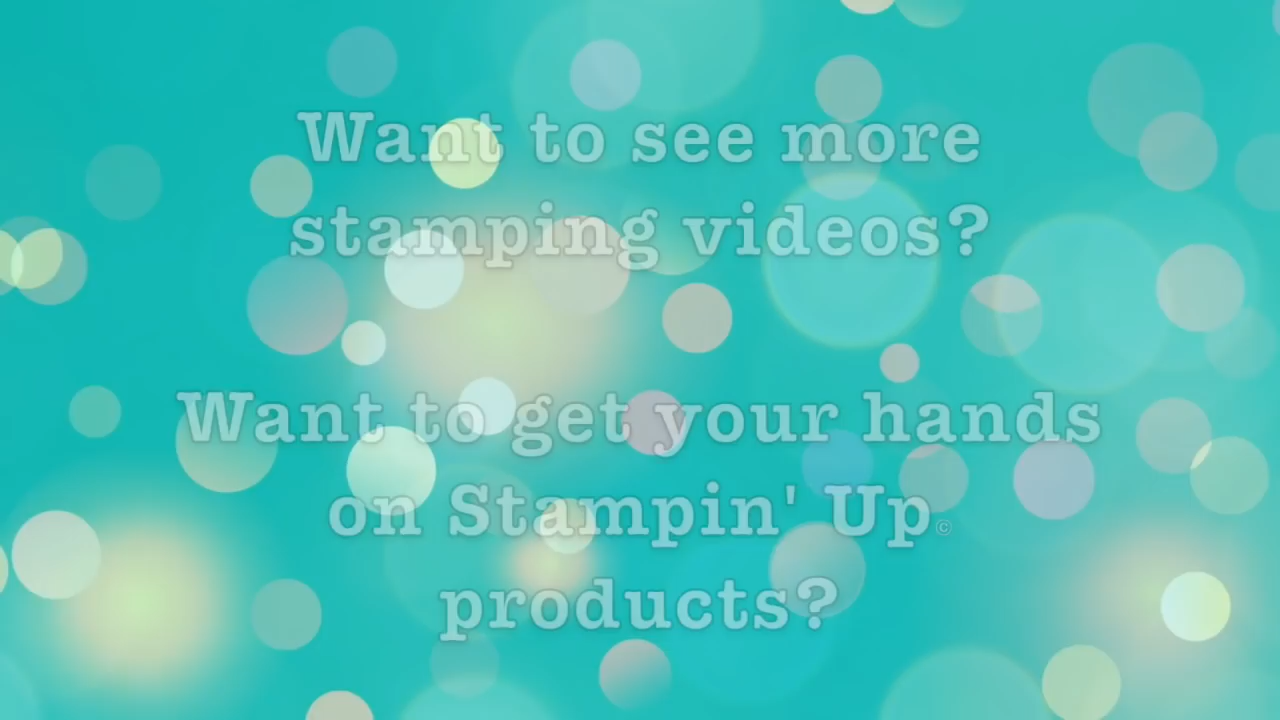 Want to see more
stamping videos?
Want to get your hands
on Stampin' Up©
products?